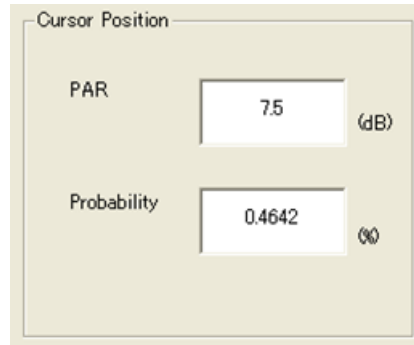 Cursor Position
PAR
7.5
(dB)
Probability
0.4642
(%)